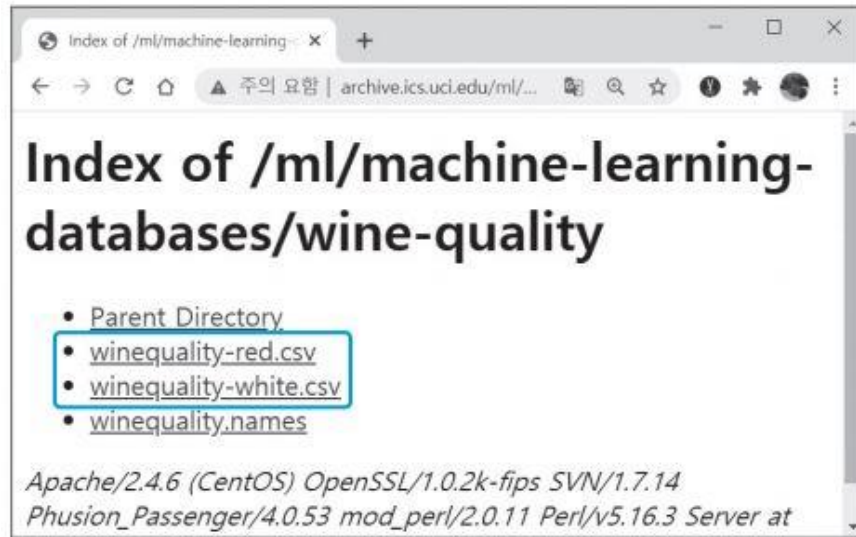 Index of /ml/machine-learning-
주의 요함 | archive.ics.uci.edu/ml/...
Index of /ml/machine-learning-
databases/wine-quality
Parent Directory
winequality-red.csv
winequality-white.csv
winequality.names
Apache/2.4.6 (CentOS) OpenSSL/1.0.2k-fips SVN/1.7.14
Phusion_Passenger/4.0.53 mod_perl/2.0.11 Perl/v5.16.3 Server at